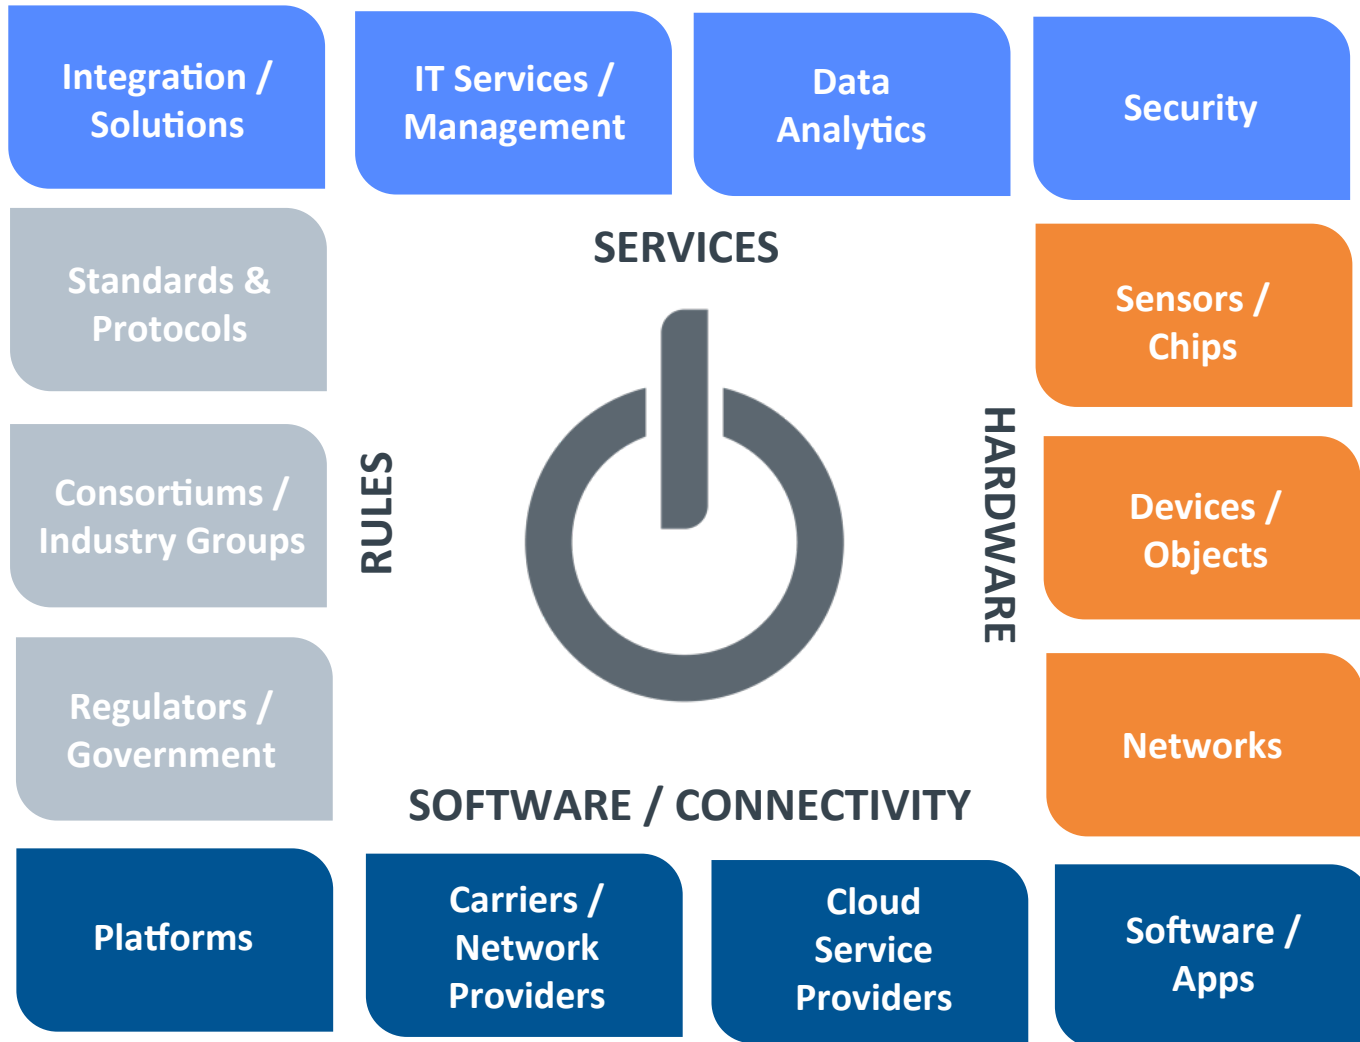 Integration /
Solutions
IT Services /
Management
Data
Analytics
Security
SERVICES
Standards &
Protocols
Consortiums /
Industry Groups
Regulators /
Government
RULES
HARDWARE
Sensors /
Chips
Devices /
Objects
Networks
SOFTWARE / CONNECTIVITY
Platforms
Carriers /
Network
Providers
Cloud
Service
Providers
Software /
Apps